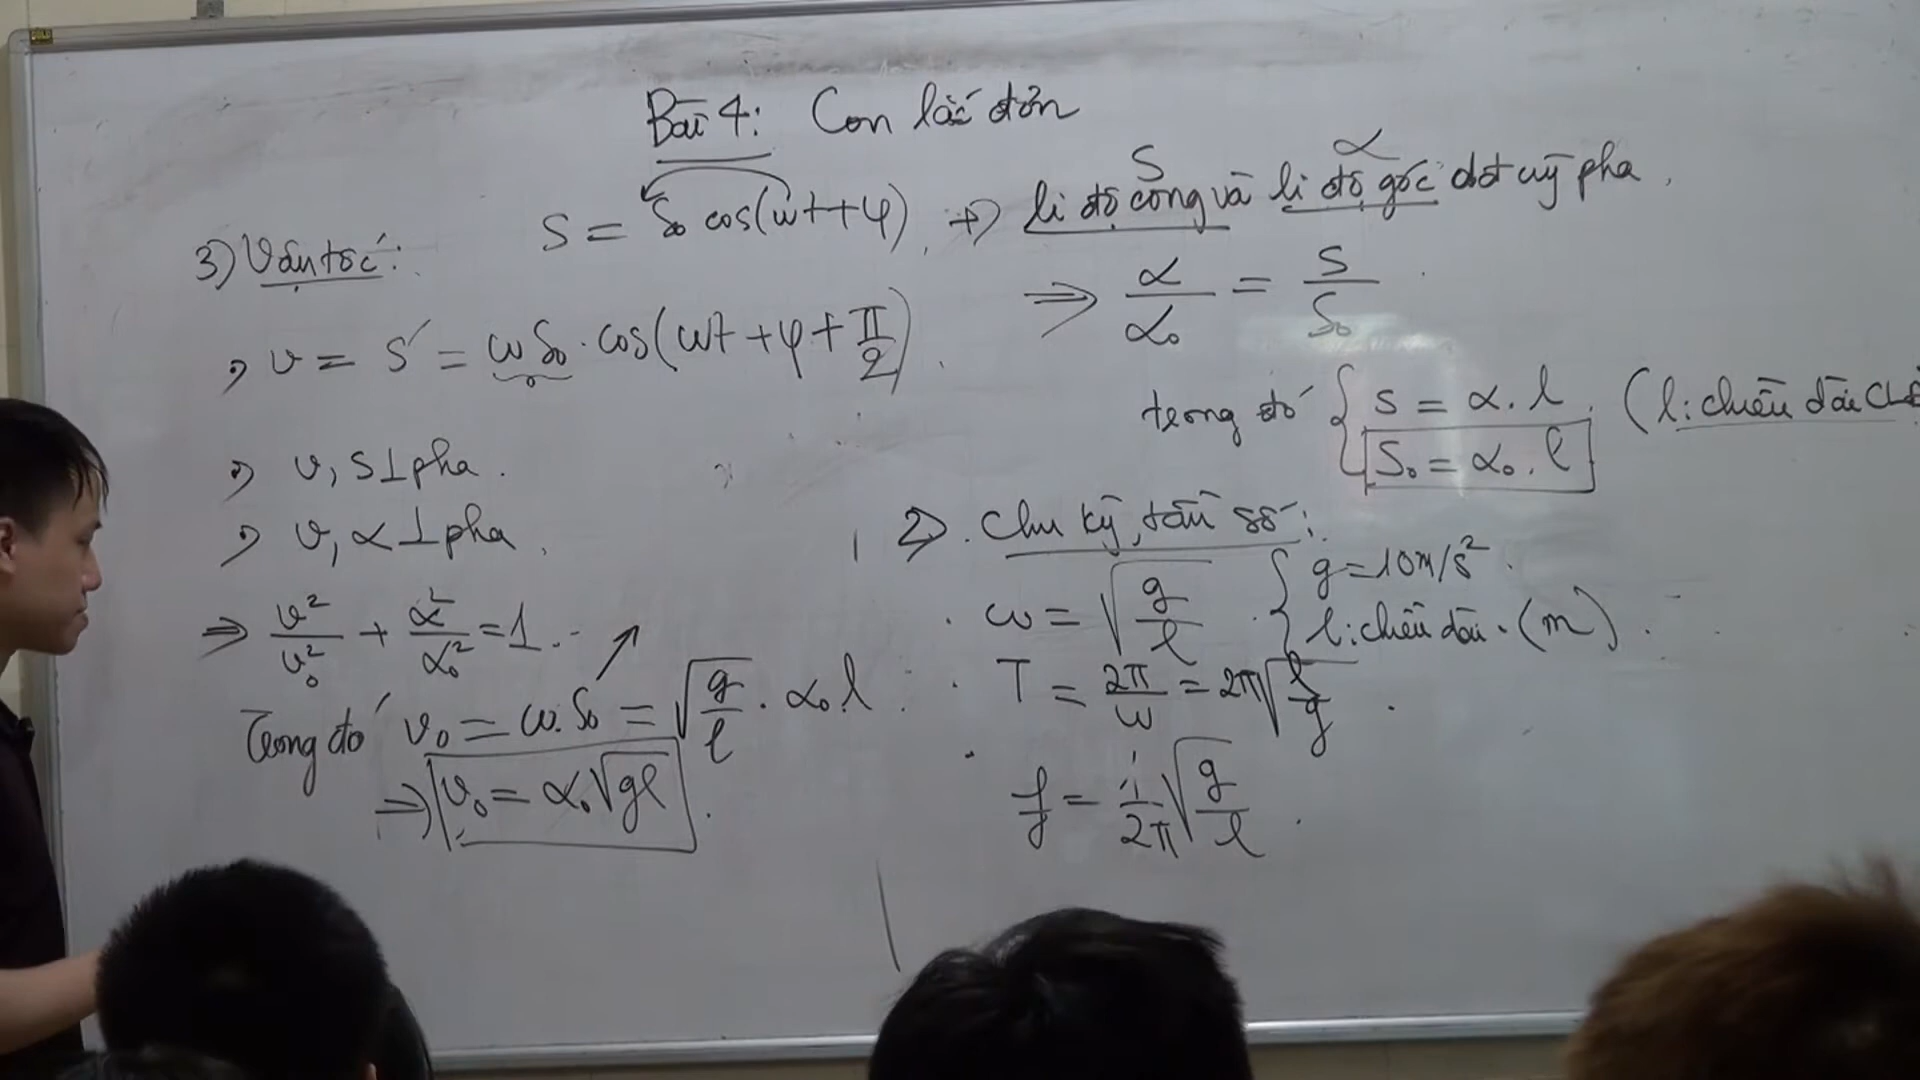 Bài 4: Con lắc đơn
S = S₀ cos(ωt+φ)
S α
li độ cong và li độ góc dđ cùng pha.
⇒ α/α₀ = S/S₀
trong đó { S = α.l (l: chiều dài
S₀ = α₀.l
2) Chu kỳ, tần số:
ω = √(g/l) { g = 10m/s²
l: chiều dài (m)
T = 2π/ω = 2π√(l/g)
f = 1/2π √(g/l)
3) Vận tốc:
v = S' = ωS₀.cos(ωt+φ+π/2)
v, S ⊥ pha.
v, α ⊥ pha.
⇒ v²/v₀² + α²/α₀² = 1.
Trong đó v₀ = ω.S₀ = √(g/l) . α₀.l
⇒ v₀ = α₀√gl